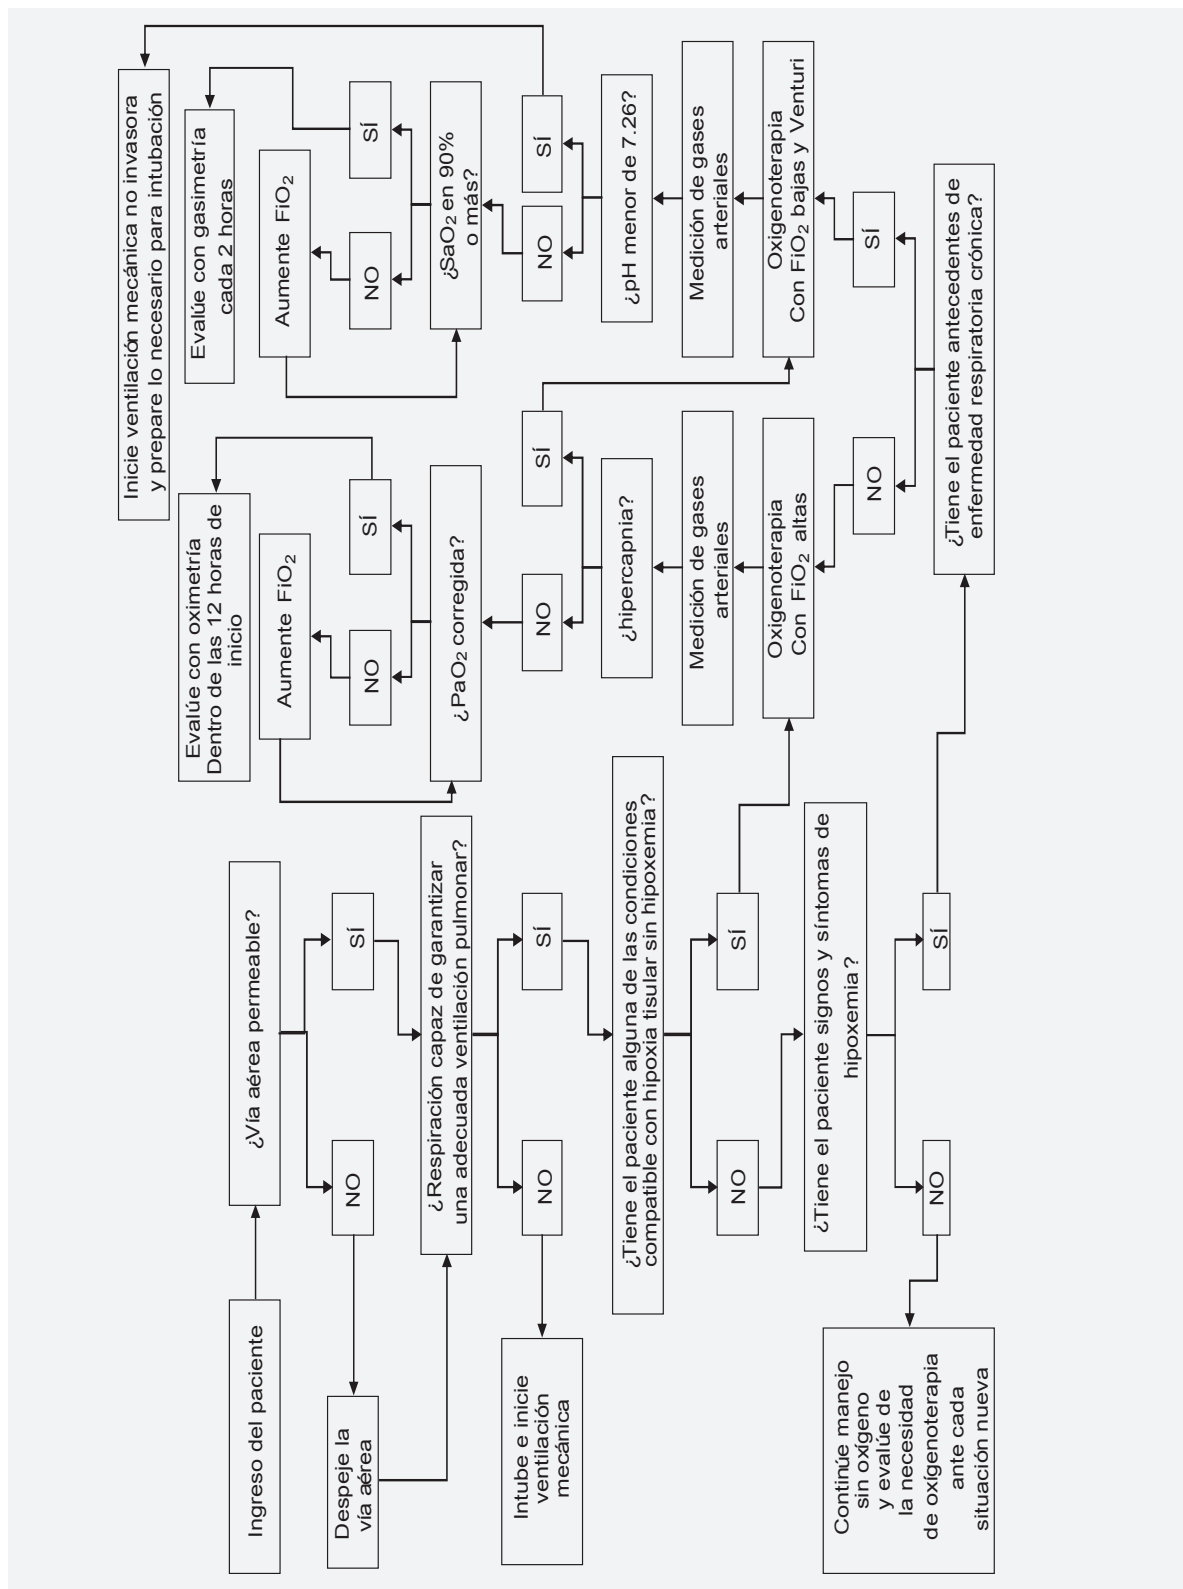 Ingreso del paciente
¿Vía aérea permeable?
NO
SÍ
Despeje la
vía aérea
¿Respiración capaz de garantizar
una adecuada ventilación pulmonar?
NO
SÍ
Intube e inicie
ventilación
mecánica
¿Tiene el paciente alguna de las condiciones
compatible con hipoxia tisular sin hipoxemia?
NO
SÍ
¿Tiene el paciente signos y síntomas de
hipoxemia?
NO
SÍ
Continúe manejo
sin oxígeno
y evalúe de
la necesidad
de oxígenoterapia
ante cada
situación nueva
¿Tiene el paciente antecedentes de
enfermedad respiratoria crónica?
NO
SÍ
Oxigenoterapia
Con FiO₂ altas
Medición de gases
arteriales
¿hipercapnia?
NO
SÍ
¿PaO₂ corregida?
NO
SÍ
Aumente FiO₂
Evalúe con oximetría
Dentro de las 12 horas de
inicio
Oxigenoterapia
Con FiO₂ bajas y Venturi
Medición de gases
arteriales
¿pH menor de 7.26?
NO
SÍ
¿SaO₂ en 90%
o más?
NO
SÍ
Aumente FiO₂
Evalúe con gasimetría
cada 2 horas
Inicie ventilación mecánica no invasora
y prepare lo necesario para intubación